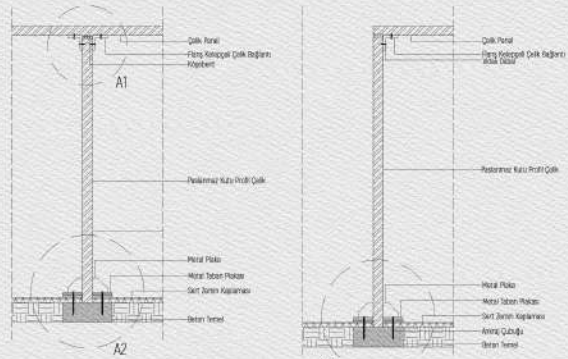 Çelik Panel
Flanş Kelepçeli Çelik Bağlantı
Köşebent
A1
Paslanmaz Kutu Profil Çelik
Metal Plaka
Metal Taban Plakası
Sert Zemin Kaplaması
Beton Temel
A2
Çelik Panel
Flanş Kelepçeli Çelik Bağlantı
Paslanmaz Kutu Profil Çelik
Metal Plaka
Metal Taban Plakası
Sert Zemin Kaplaması
Ankraj Çubuğu
Beton Temel